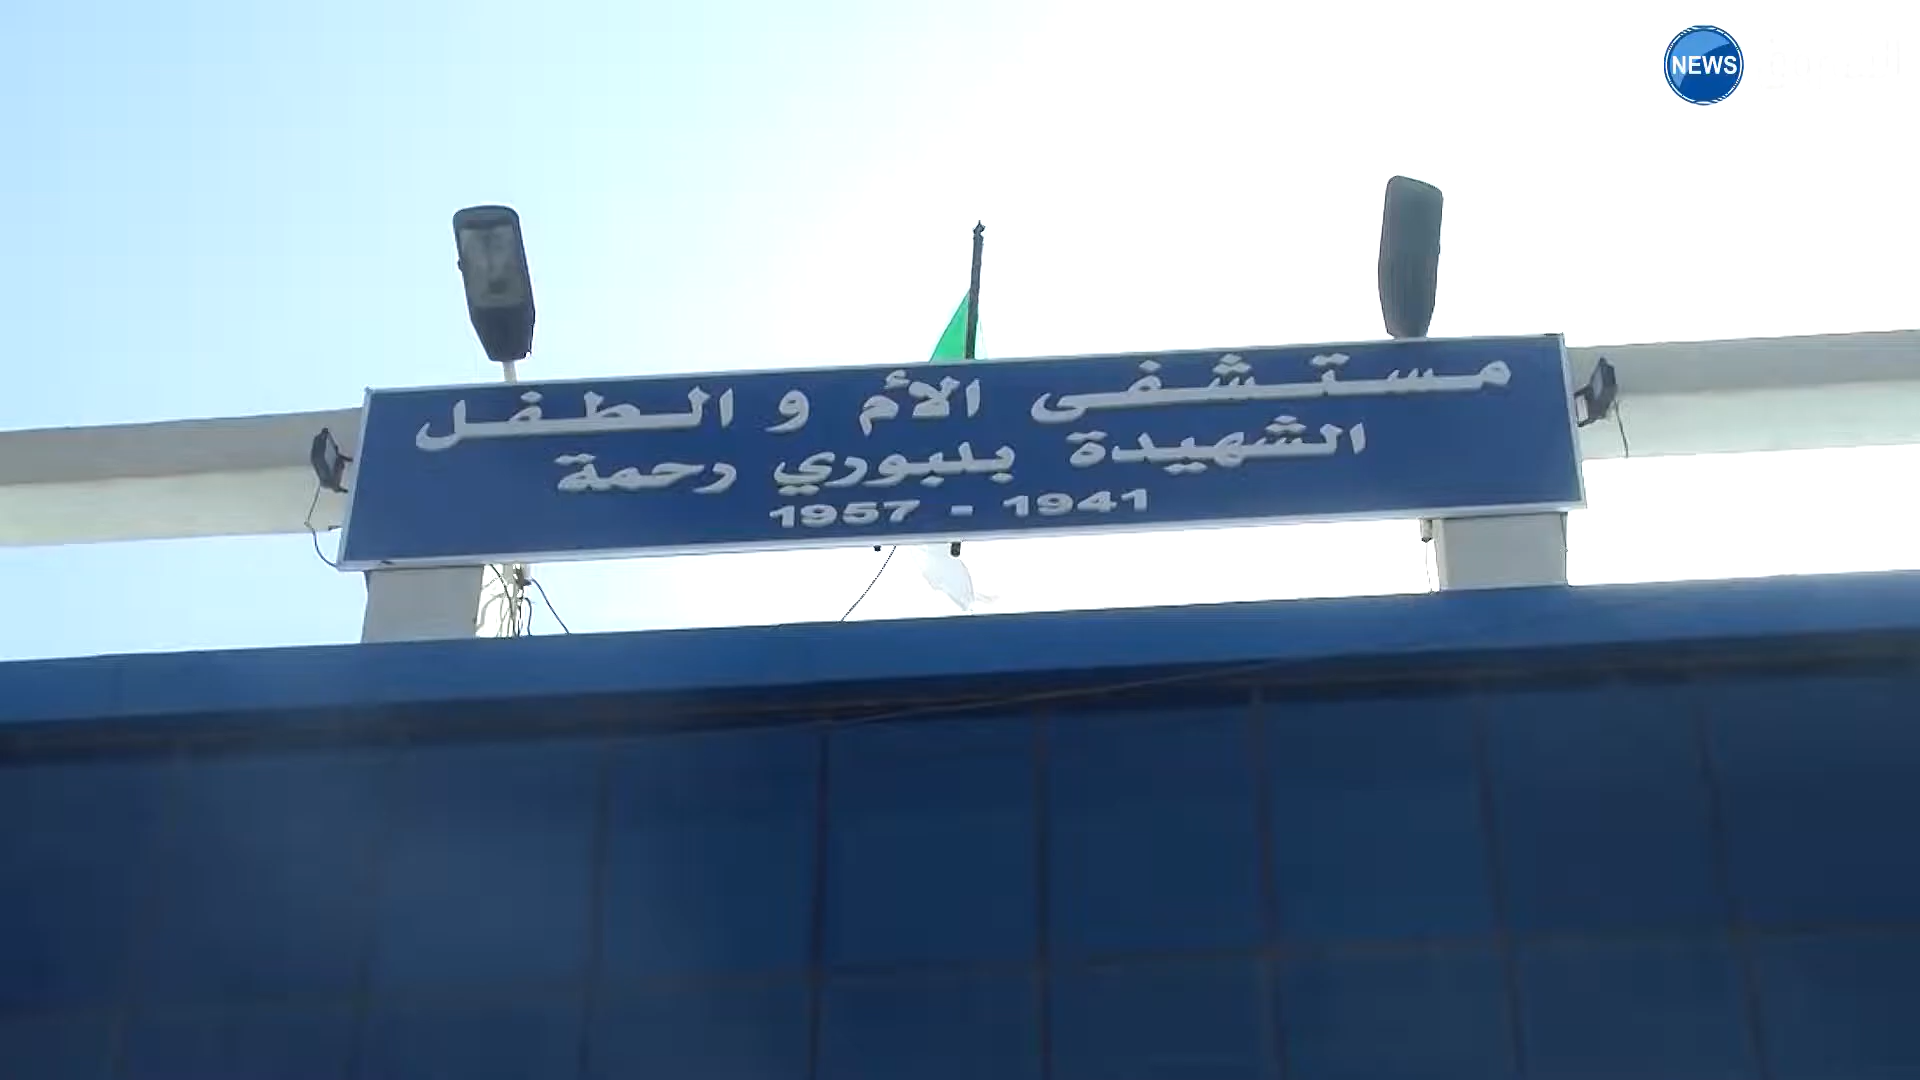 NEWS
مستشفى الأم و الطفل
الشهيدة بلبوري رحمة
1957 - 1941